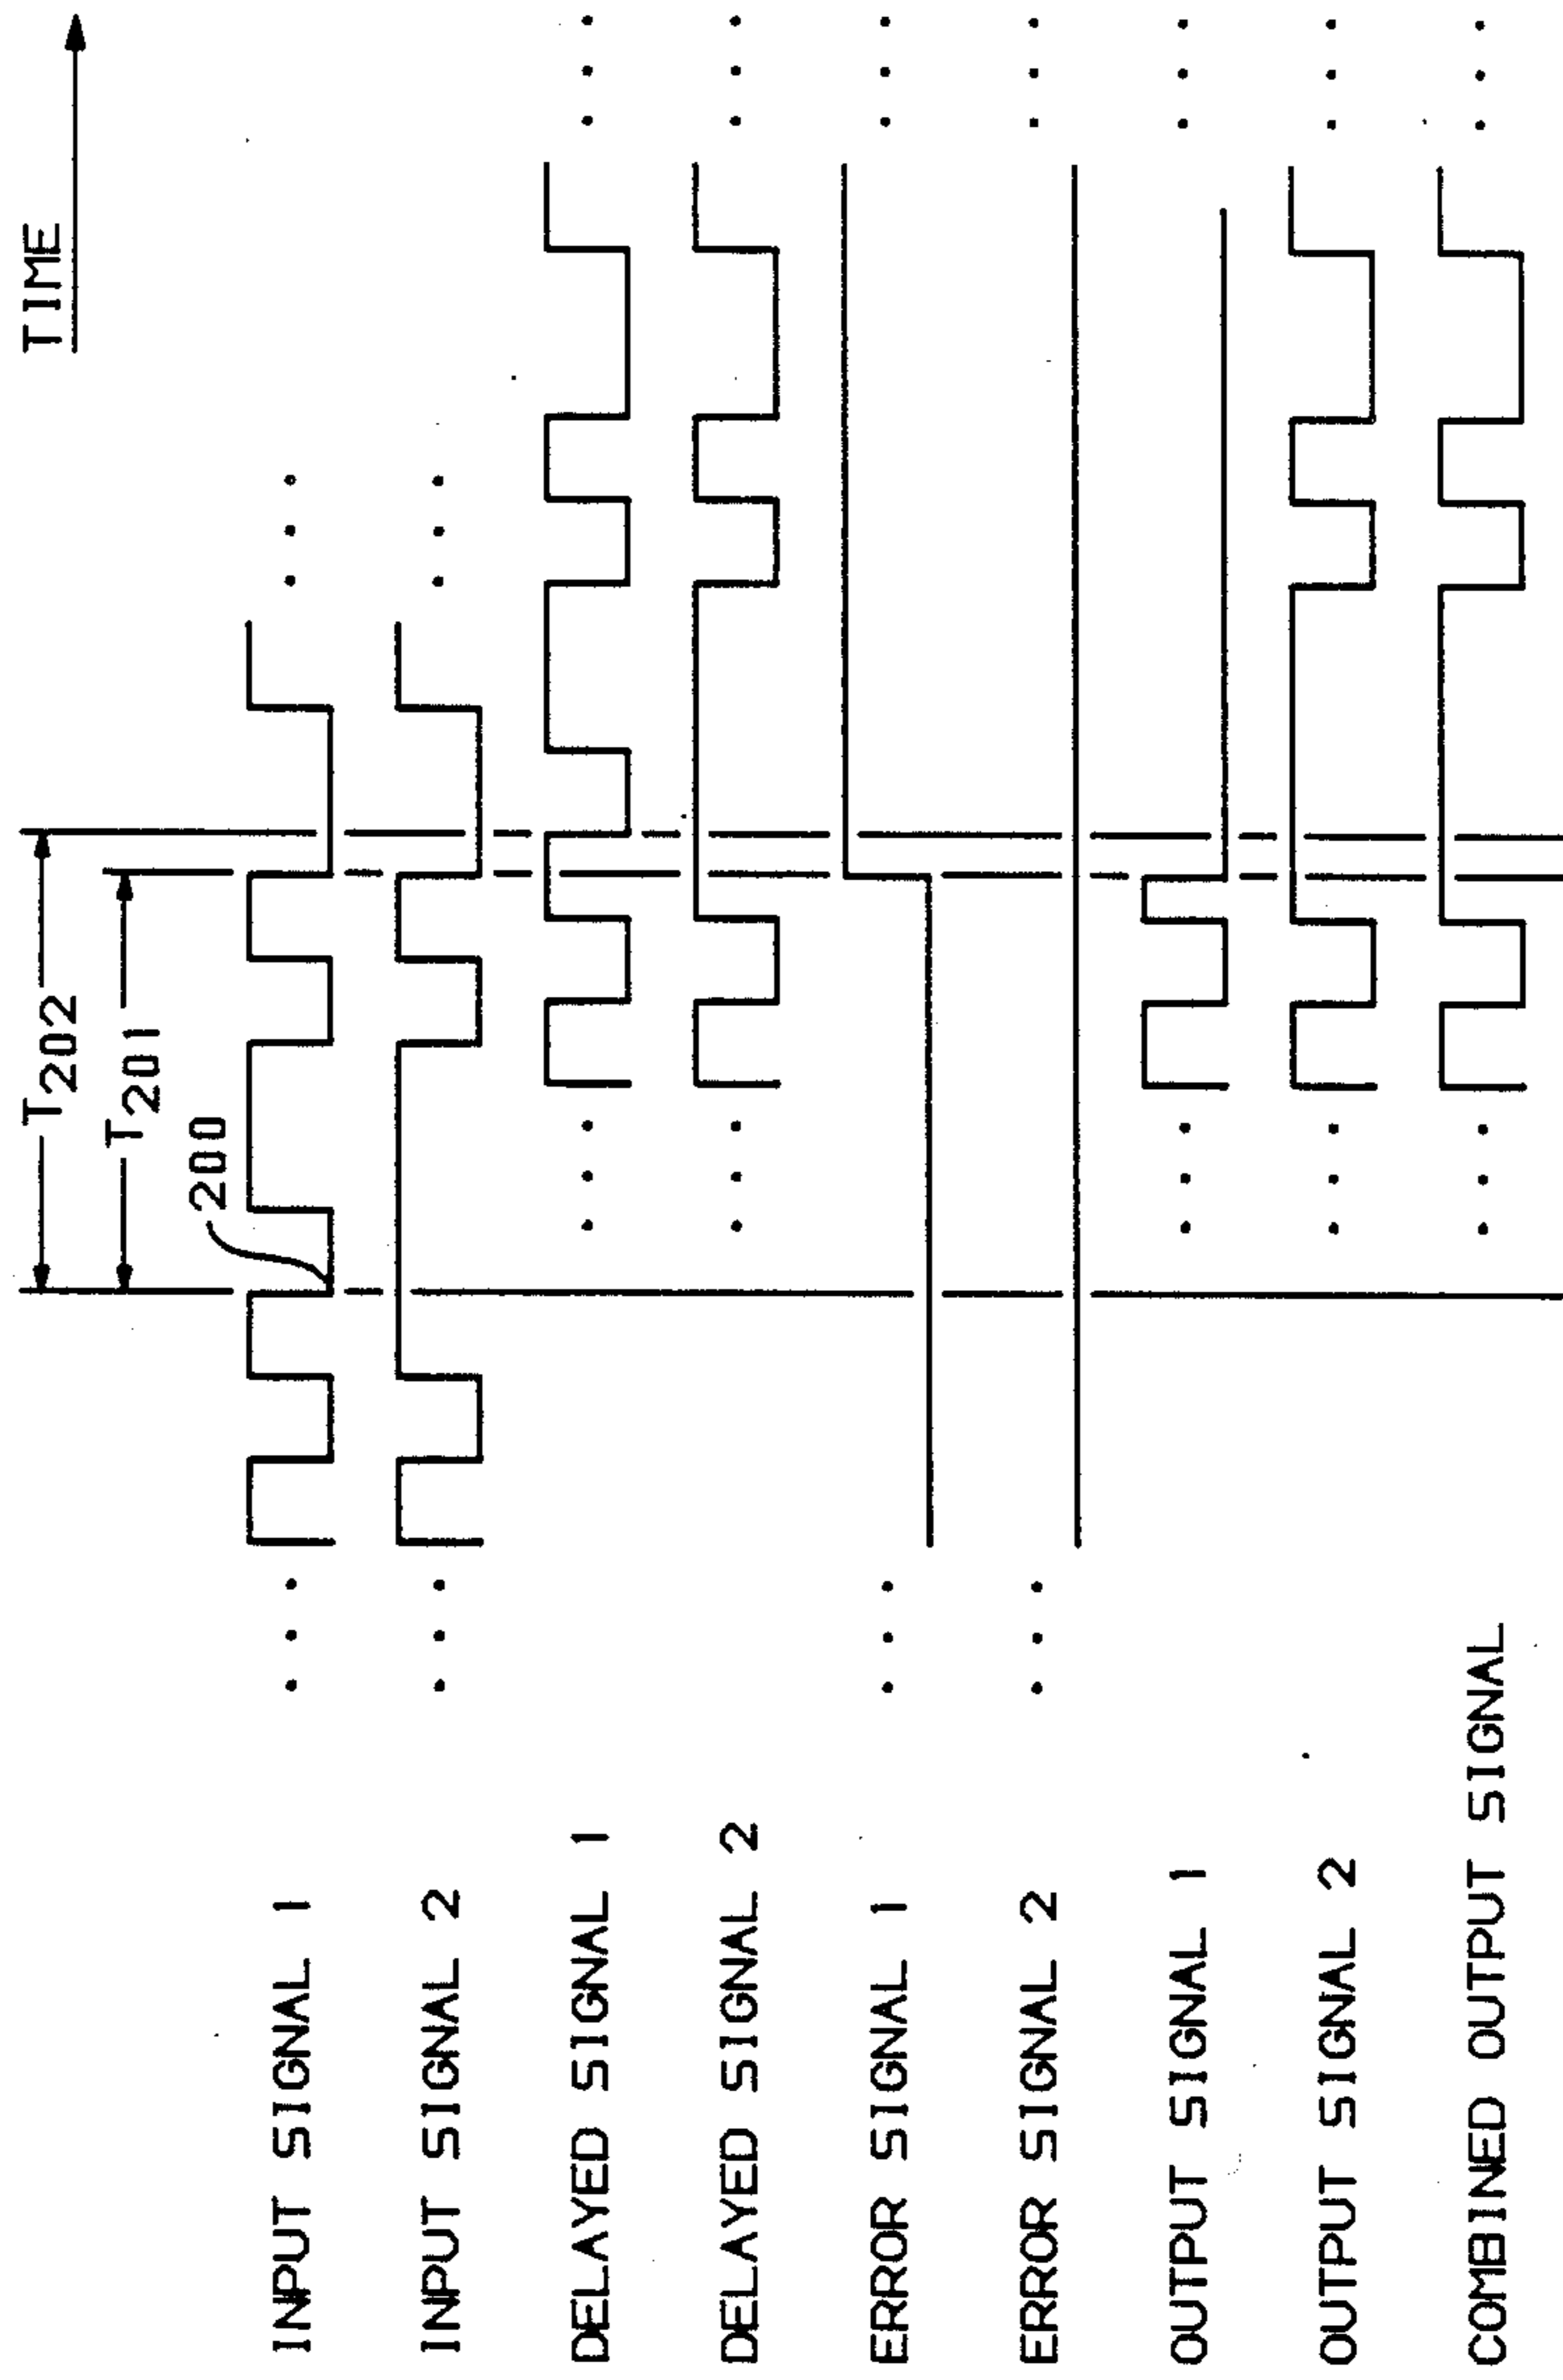 TIME
T202
T201
200
INPUT SIGNAL 1
INPUT SIGNAL 2
DELAYED SIGNAL 1
DELAYED SIGNAL 2
ERROR SIGNAL 1
ERROR SIGNAL 2
OUTPUT SIGNAL 1
OUTPUT SIGNAL 2
COMBINED OUTPUT SIGNAL